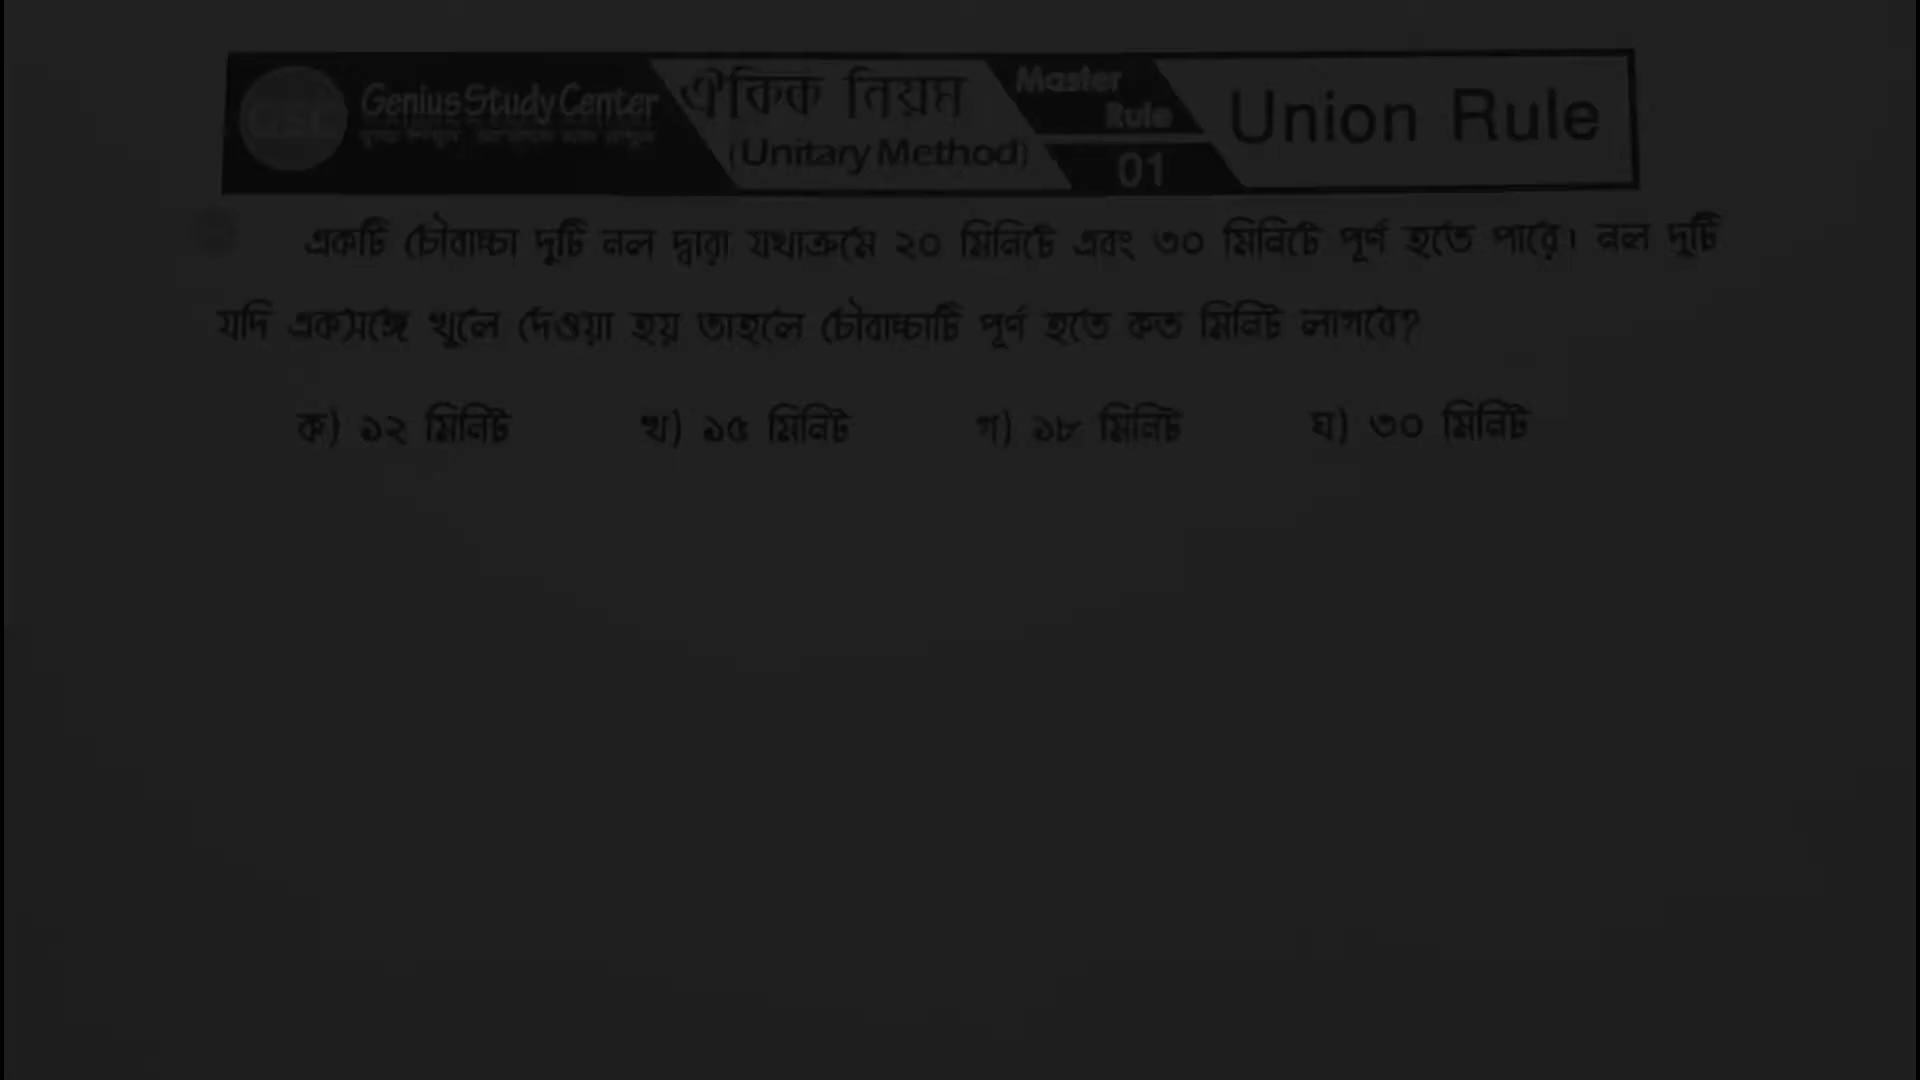 Genius Study Center
ঐকিক নিয়ম
(Unitary Method)
Master
Rule
01
Union Rule
একটি চৌবাচ্চা দুটি নল দ্বারা যথাক্রমে ২০ মিনিটে এবং ৩০ মিনিটে পূর্ণ হতে পারে। নল দুটি
যদি একসঙ্গে খুলে দেওয়া হয় তাহলে চৌবাচ্চাটি পূর্ণ হতে কত মিনিট লাগবে?
ক) ১২ মিনিট খ) ১৫ মিনিট গ) ১৮ মিনিট ঘ) ৩০ মিনিট